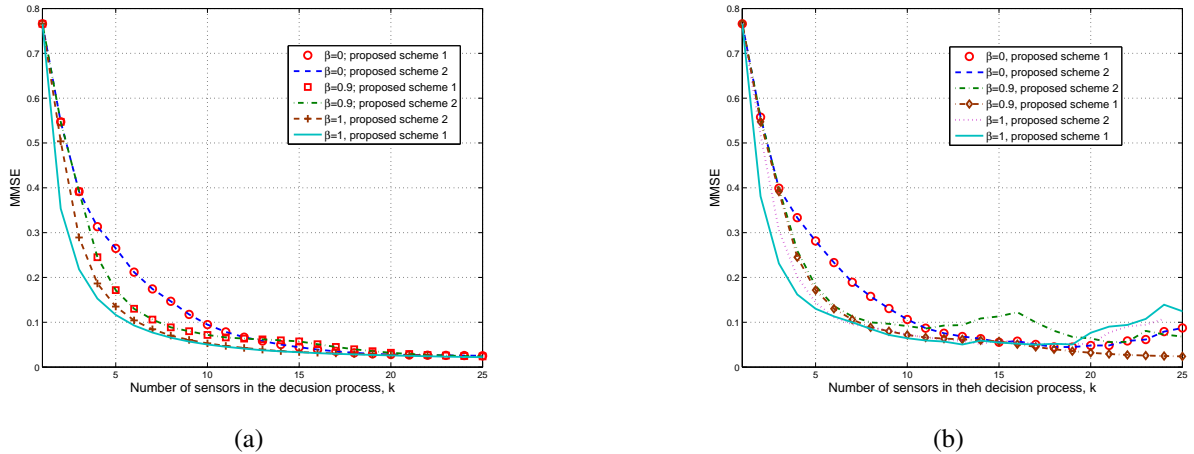 0.8
0.7
0.6
0.5
0.4
0.3
0.2
0.1
0
MMSE
5
10
15
20
25
Number of sensors in the decusion process, k
β=0; proposed scheme 1
β=0; proposed scheme 2
β=0.9; proposed scheme 1
β=0.9; proposed scheme 2
β=1, proposed scheme 2
β=1, proposed scheme 1
(a)
0.8
0.7
0.6
0.5
0.4
0.3
0.2
0.1
0
MMSE
5
10
15
20
25
Number of sensors in theh decision process, k
β=0, proposed scheme 1
β=0, proposed scheme 2
β=0.9, proposed scheme 2
β=0.9, proposed scheme 1
β=1, proposed scheme 2
β=1, proposed scheme 1
(b)